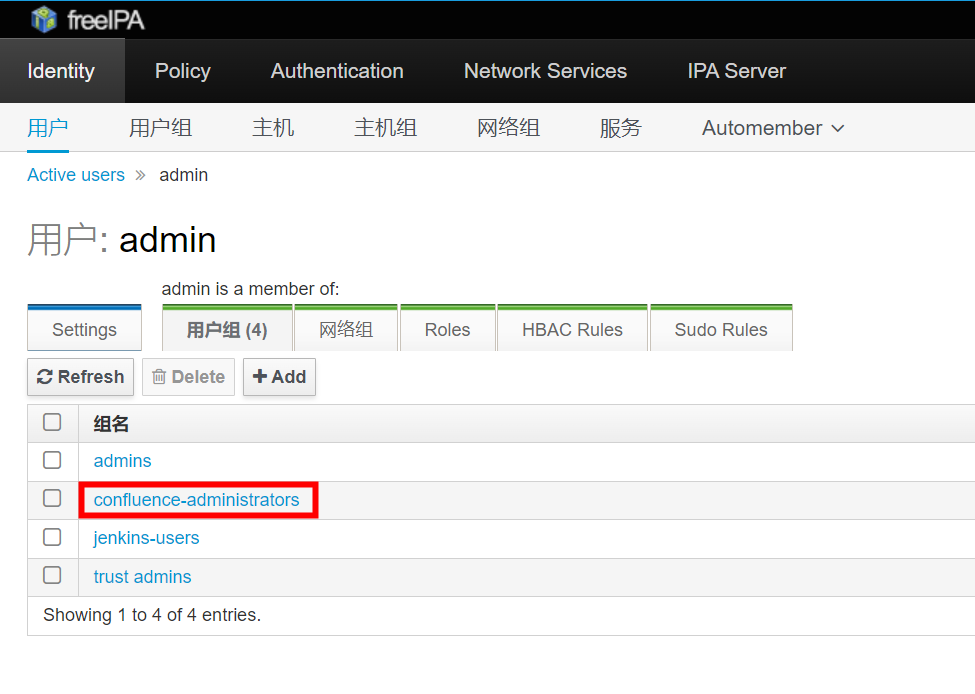 freeIPA
Identity Policy Authentication Network Services IPA Server
用户 用户组 主机 主机组 网络组 服务 Automember
Active users » admin
用户: admin
admin is a member of:
Settings 用户组 (4) 网络组 Roles HBAC Rules Sudo Rules
Refresh Delete Add
组名
admins
confluence-administrators
jenkins-users
trust admins
Showing 1 to 4 of 4 entries.